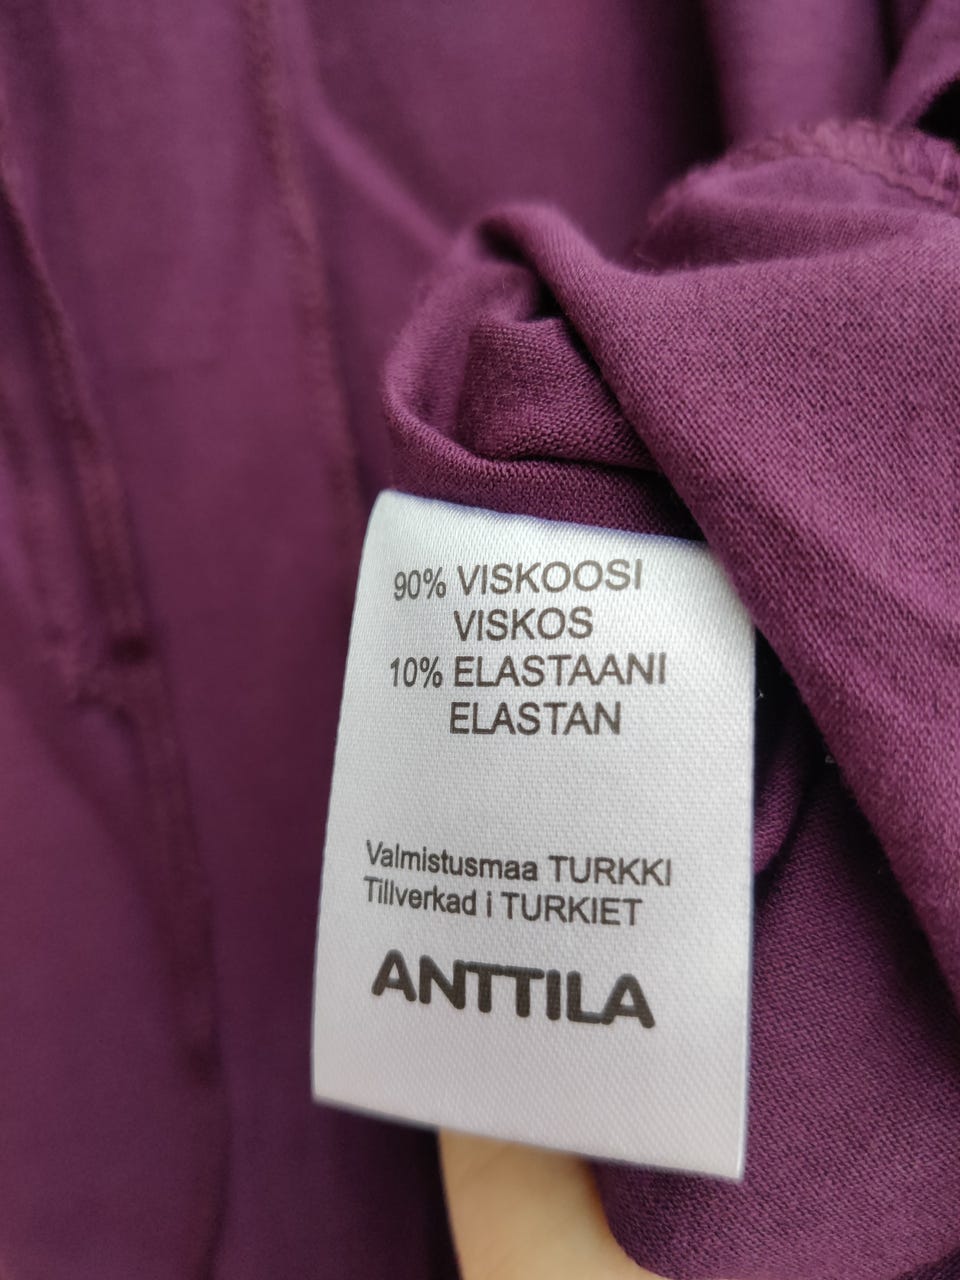 90% VISKOOSI
VISKOS
10% ELASTAANI
ELASTAN
Valmistusmaa TURKKI
Tillverkad i TURKIET
ANTTILA